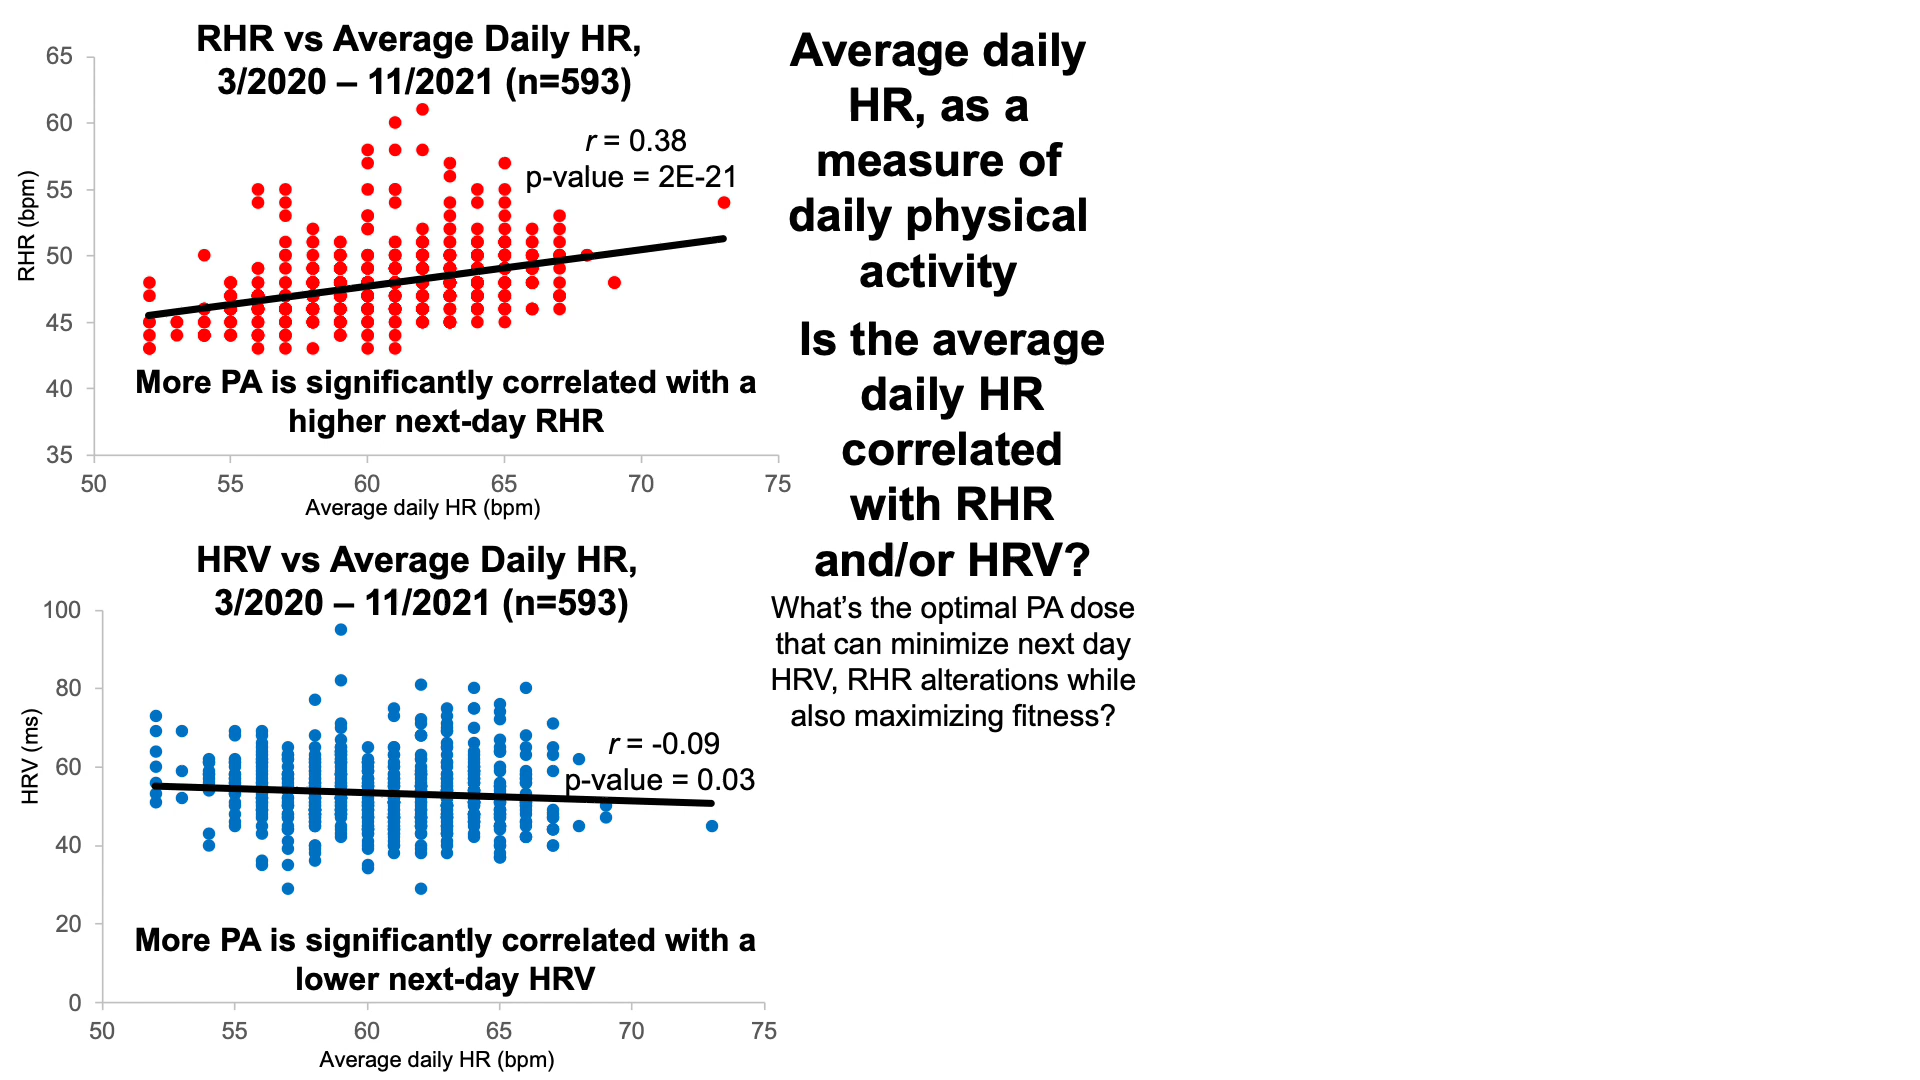 RHR vs Average Daily HR,
3/2020 – 11/2021 (n=593)
65
60
55
50
45
40
35
RHR (bpm)
r = 0.38
p-value = 2E-21
More PA is significantly correlated with a
higher next-day RHR
50 55 60 65 70 75
Average daily HR (bpm)
HRV vs Average Daily HR,
3/2020 – 11/2021 (n=593)
100
80
60
40
20
0
HRV (ms)
r = -0.09
p-value = 0.03
More PA is significantly correlated with a
lower next-day HRV
50 55 60 65 70 75
Average daily HR (bpm)
Average daily
HR, as a
measure of
daily physical
activity
Is the average
daily HR
correlated
with RHR
and/or HRV?
What’s the optimal PA dose
that can minimize next day
HRV, RHR alterations while
also maximizing fitness?